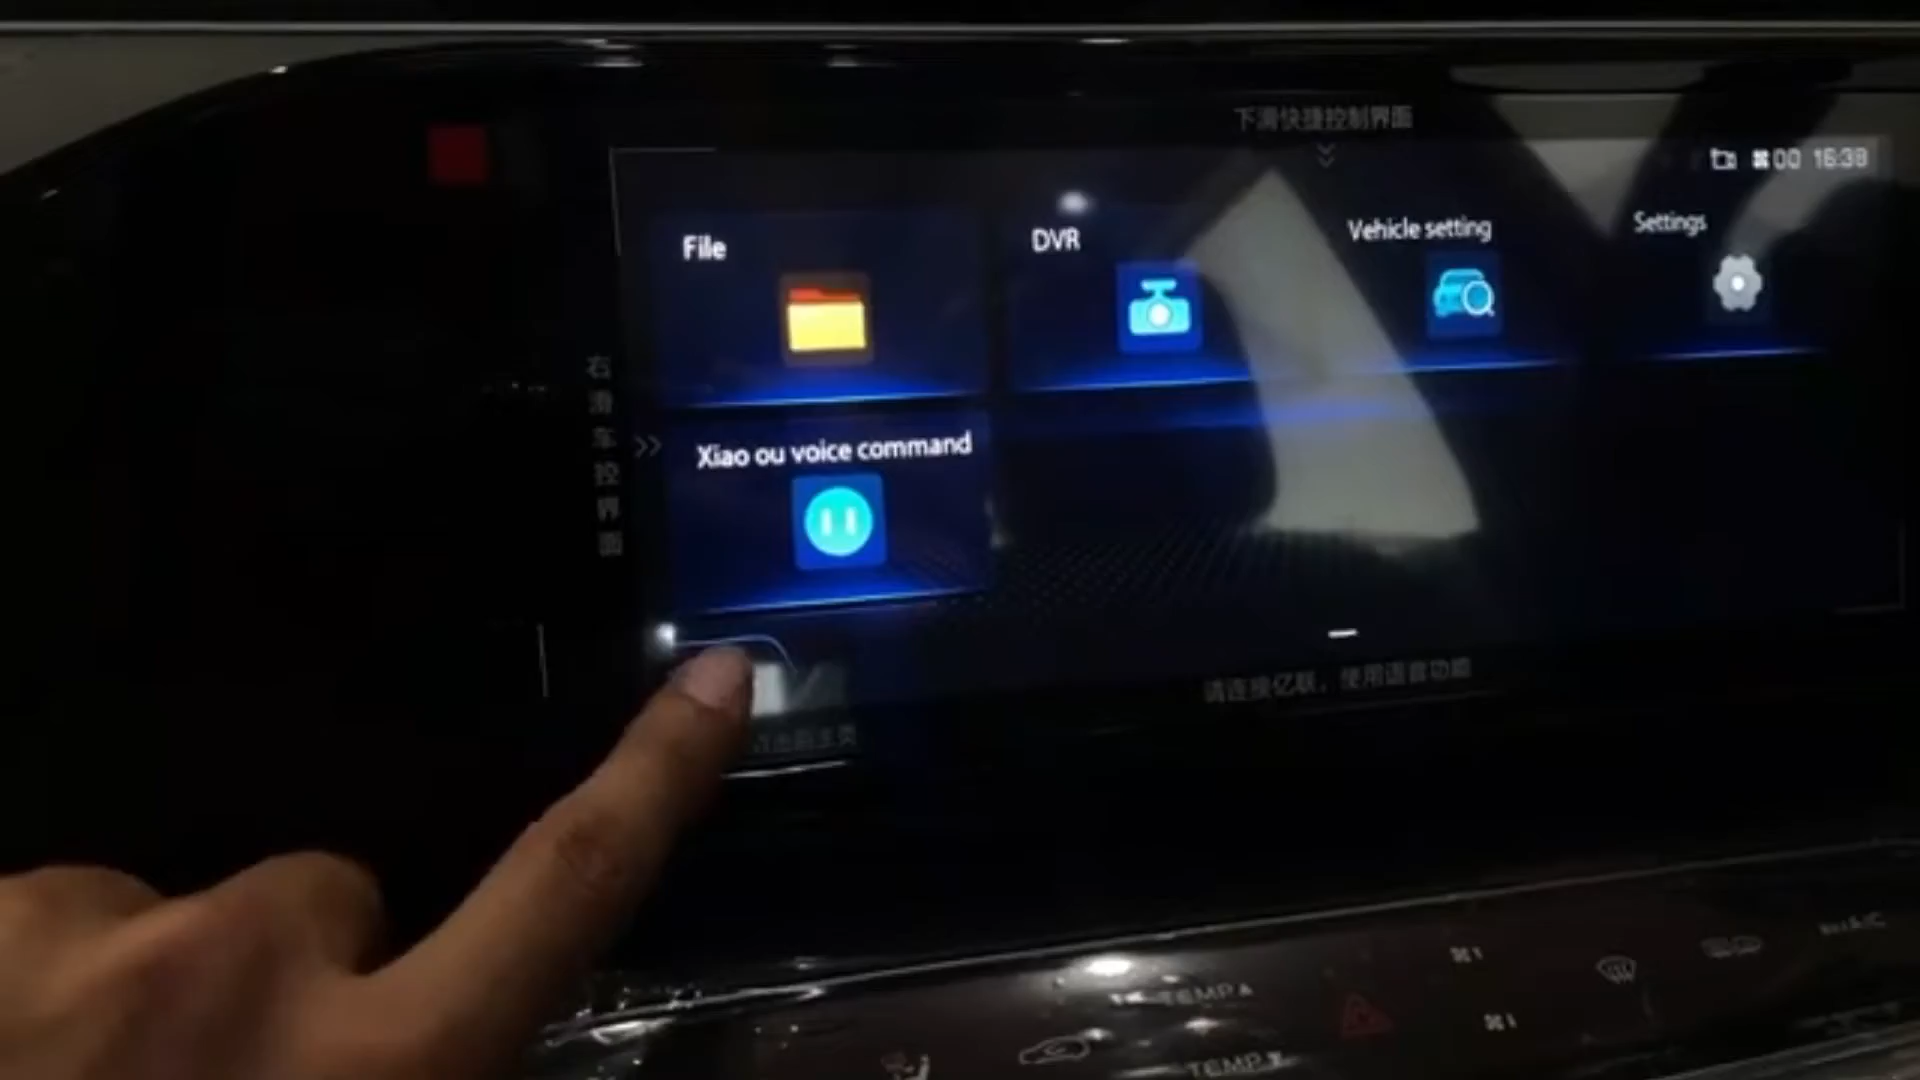 下滑快捷控制界面
16:39
File
DVR
Vehicle setting
Settings
右滑车控界面
Xiao ou voice command
请连接亿联，使用语音功能
TEMP▲
TEMP▼